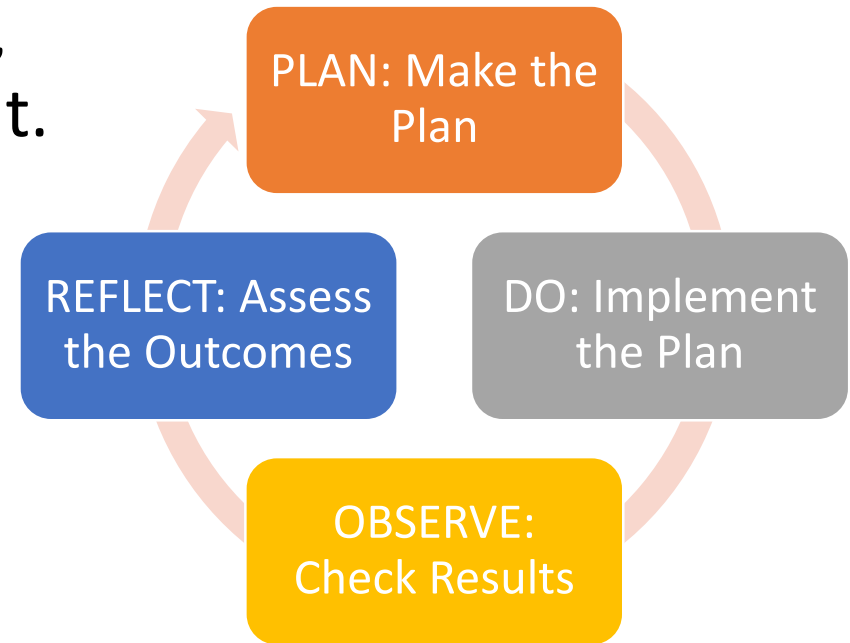 ,
t.
PLAN: Make the
Plan
REFLECT: Assess
the Outcomes
DO: Implement
the Plan
OBSERVE:
Check Results